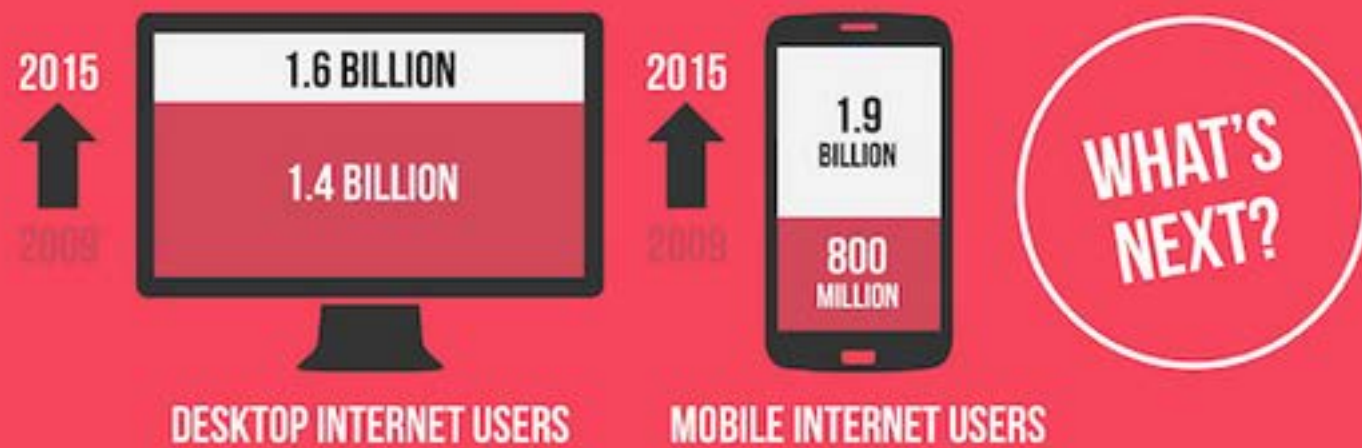 2015
1.6 BILLION
1.4 BILLION
2009
DESKTOP INTERNET USERS
2015
1.9
BILLION
800
MILLION
2009
MOBILE INTERNET USERS
WHAT'S
NEXT?